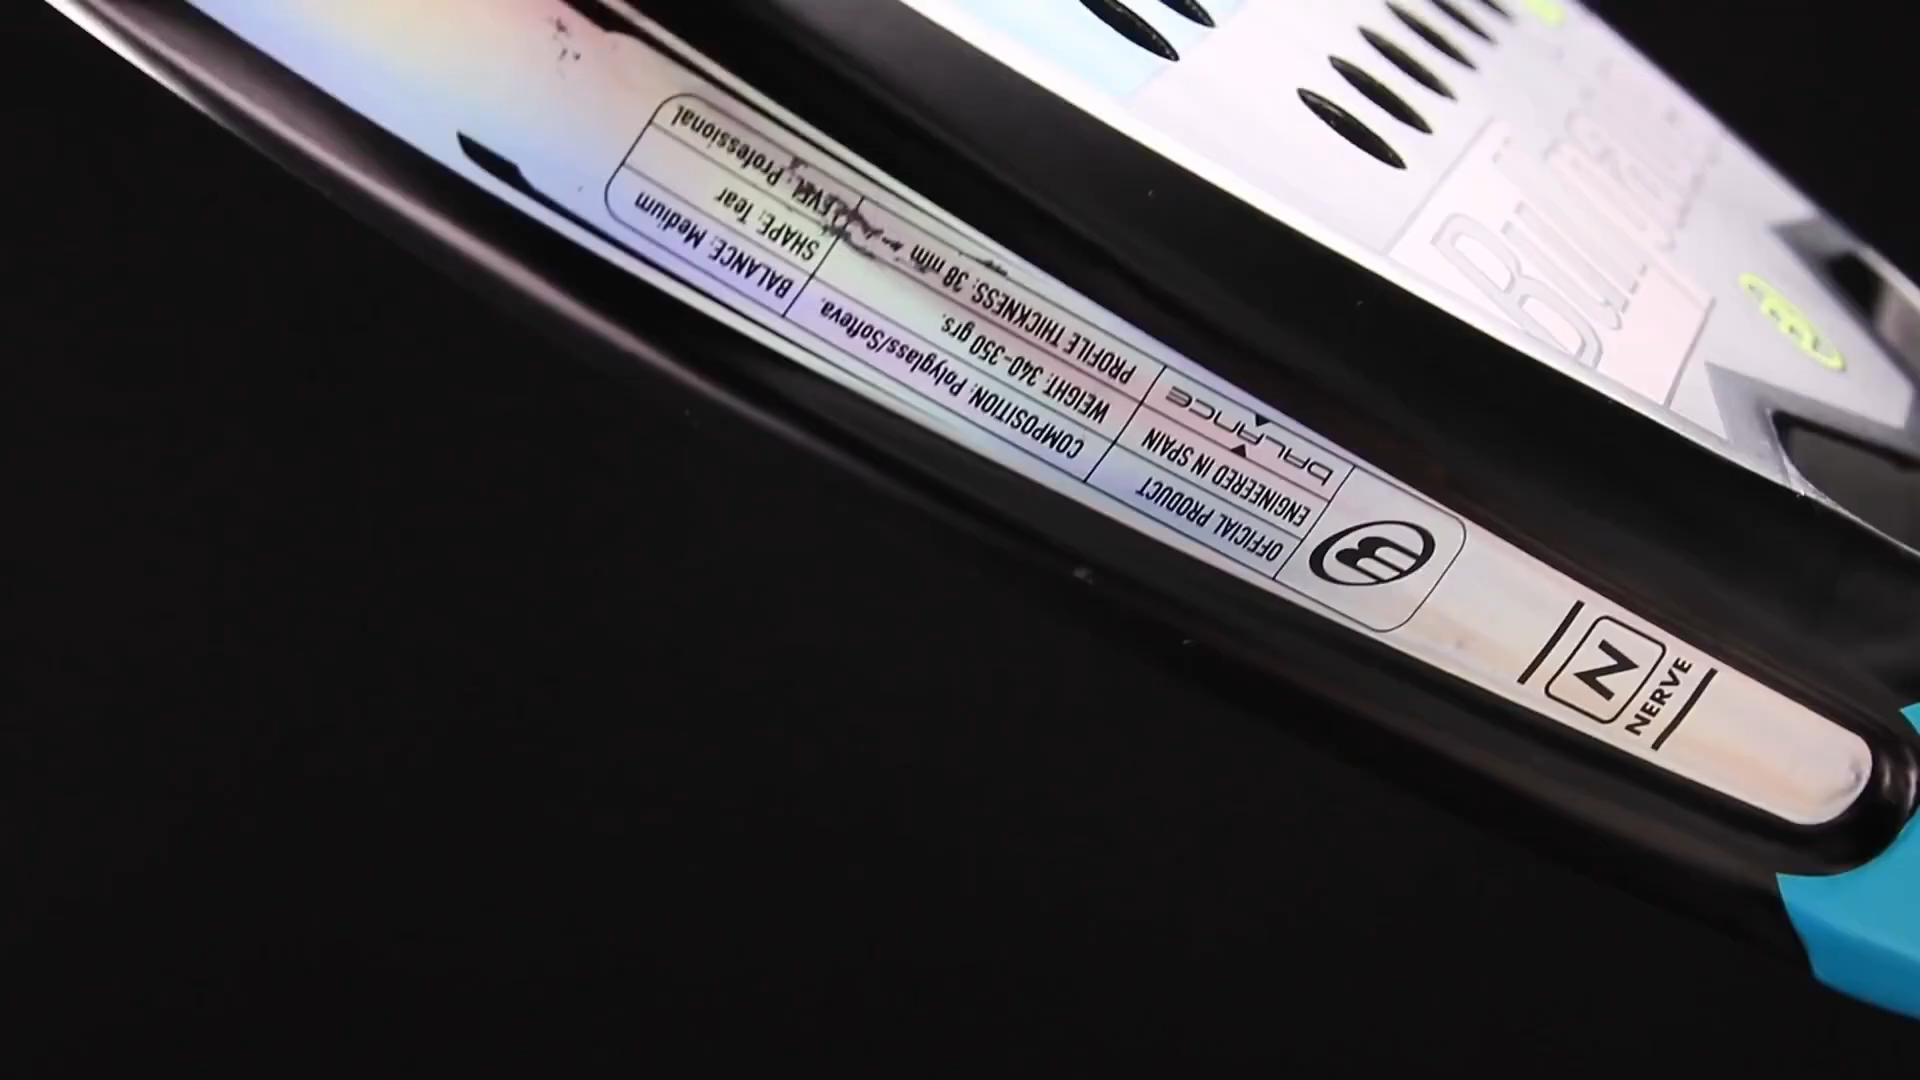 OFFICIAL PRODUCT
ENGINEERED IN SPAIN
BALANCE
COMPOSITION: Polyglass/Softeva.
WEIGHT: 340-350 grs.
PROFILE THICKNESS: 38 mm
BALANCE: Medium
SHAPE: Tear
LEVEL: Professional
N
NERVE